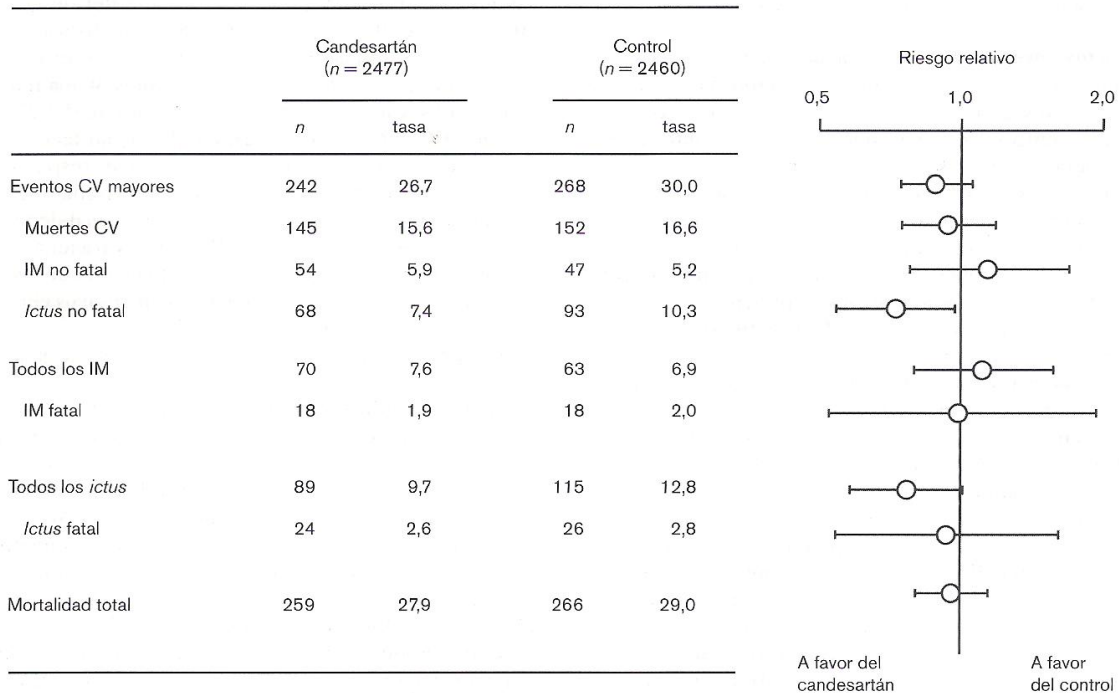 Candesartán Control
(n = 2477) (n = 2460) Riesgo relativo
0,5 1,0 2,0
n tasa n tasa
Eventos CV mayores 242 26,7 268 30,0
Muertes CV 145 15,6 152 16,6
IM no fatal 54 5,9 47 5,2
Ictus no fatal 68 7,4 93 10,3
Todos los IM 70 7,6 63 6,9
IM fatal 18 1,9 18 2,0
Todos los ictus 89 9,7 115 12,8
Ictus fatal 24 2,6 26 2,8
Mortalidad total 259 27,9 266 29,0
A favor del A favor
candesartán del control